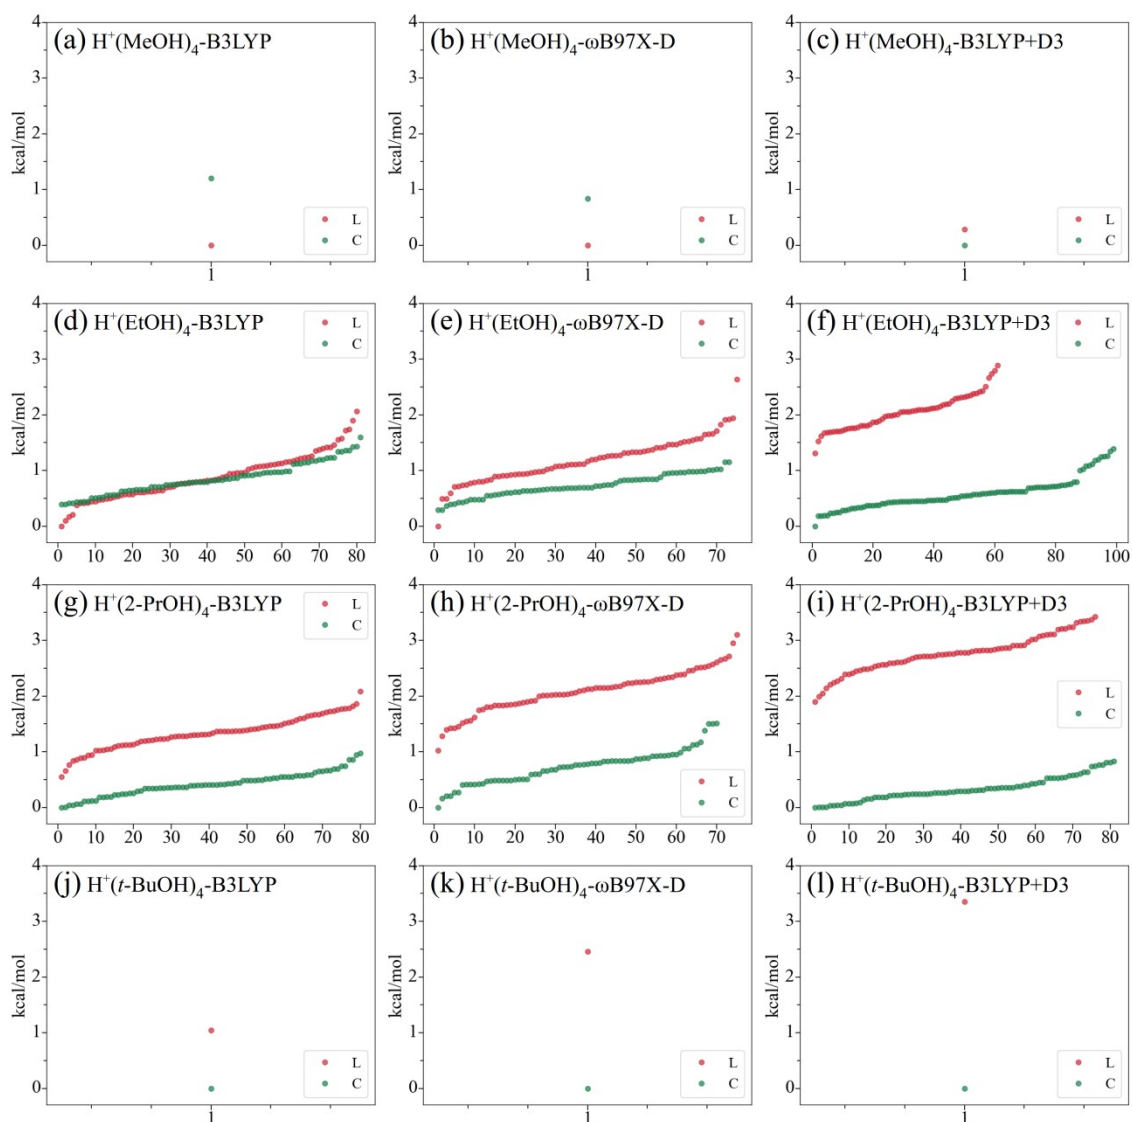 (a) H⁺(MeOH)₄-B3LYP
4
3
2
1
0
kcal/mol
L
C
1
(b) H⁺(MeOH)₄-ωB97X-D
4
3
2
1
0
kcal/mol
L
C
1
(c) H⁺(MeOH)₄-B3LYP+D3
4
3
2
1
0
kcal/mol
L
C
1
(d) H⁺(EtOH)₄-B3LYP
4
3
2
1
0
kcal/mol
L
C
0 10 20 30 40 50 60 70 80
(e) H⁺(EtOH)₄-ωB97X-D
4
3
2
1
0
kcal/mol
L
C
0 10 20 30 40 50 60 70
(f) H⁺(EtOH)₄-B3LYP+D3
4
3
2
1
0
kcal/mol
L
C
0 20 40 60 80 100
(g) H⁺(2-PrOH)₄-B3LYP
4
3
2
1
0
kcal/mol
L
C
0 10 20 30 40 50 60 70 80
(h) H⁺(2-PrOH)₄-ωB97X-D
4
3
2
1
0
kcal/mol
L
C
0 10 20 30 40 50 60 70
(i) H⁺(2-PrOH)₄-B3LYP+D3
4
3
2
1
0
kcal/mol
L
C
0 10 20 30 40 50 60 70 80
(j) H⁺(t-BuOH)₄-B3LYP
4
3
2
1
0
kcal/mol
L
C
1
(k) H⁺(t-BuOH)₄-ωB97X-D
4
3
2
1
0
kcal/mol
L
C
1
(l) H⁺(t-BuOH)₄-B3LYP+D3
4
3
2
1
0
kcal/mol
L
C
1